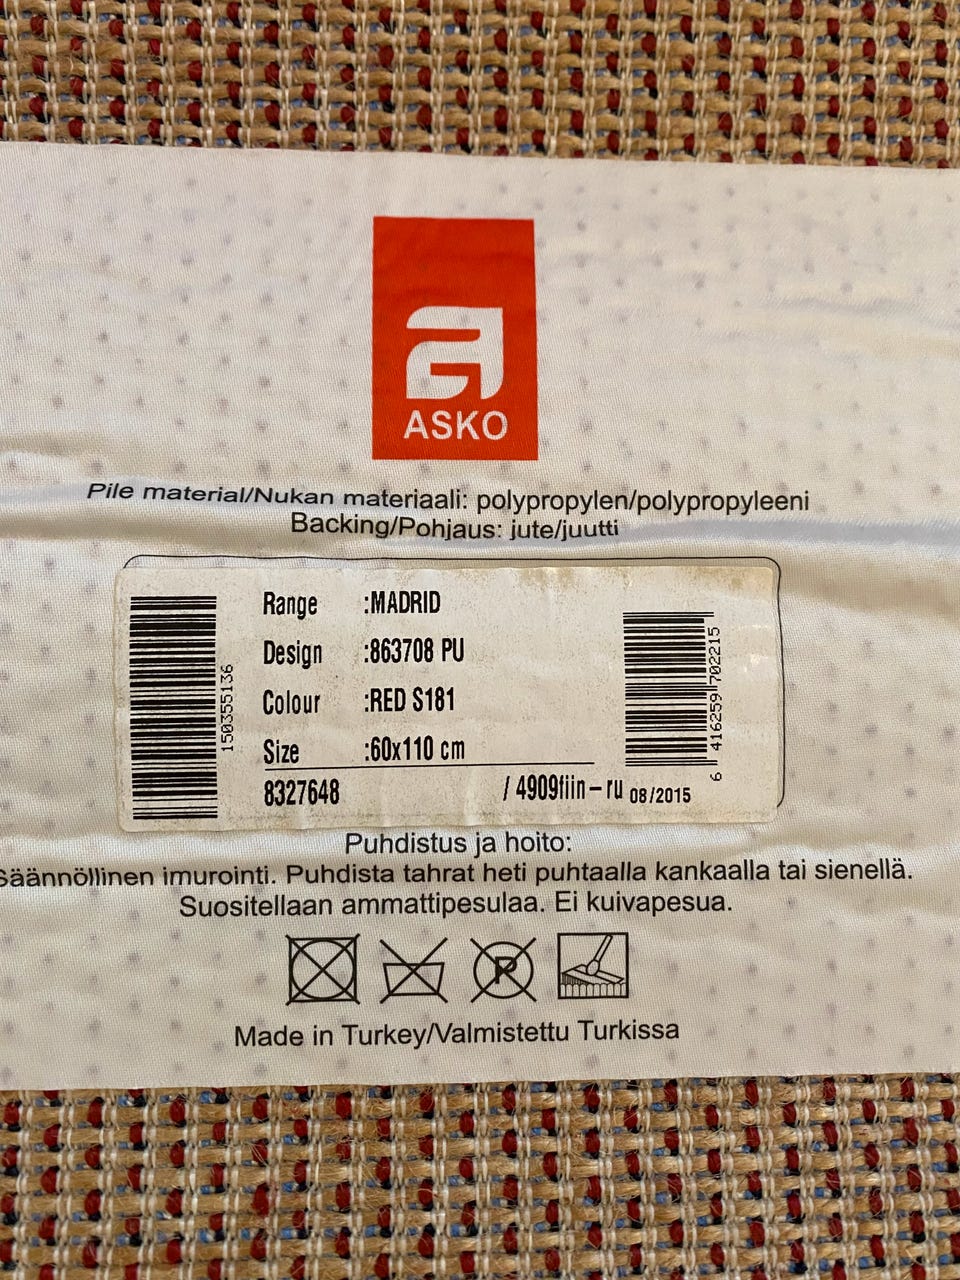 ASKO
Pile material/Nukan materiaali: polypropylen/polypropyleeni
Backing/Pohjaus: jute/juutti
Range :MADRID
Design :863708 PU
Colour :RED S181
Size :60x110 cm
8327648 / 4909fiin-ru 08/2015
150355136
6 416259 702215
Puhdistus ja hoito:
Säännöllinen imurointi. Puhdista tahrat heti puhtaalla kankaalla tai sienellä.
Suositellaan ammattipesulaa. Ei kuivapesua.
P
Made in Turkey/Valmistettu Turkissa